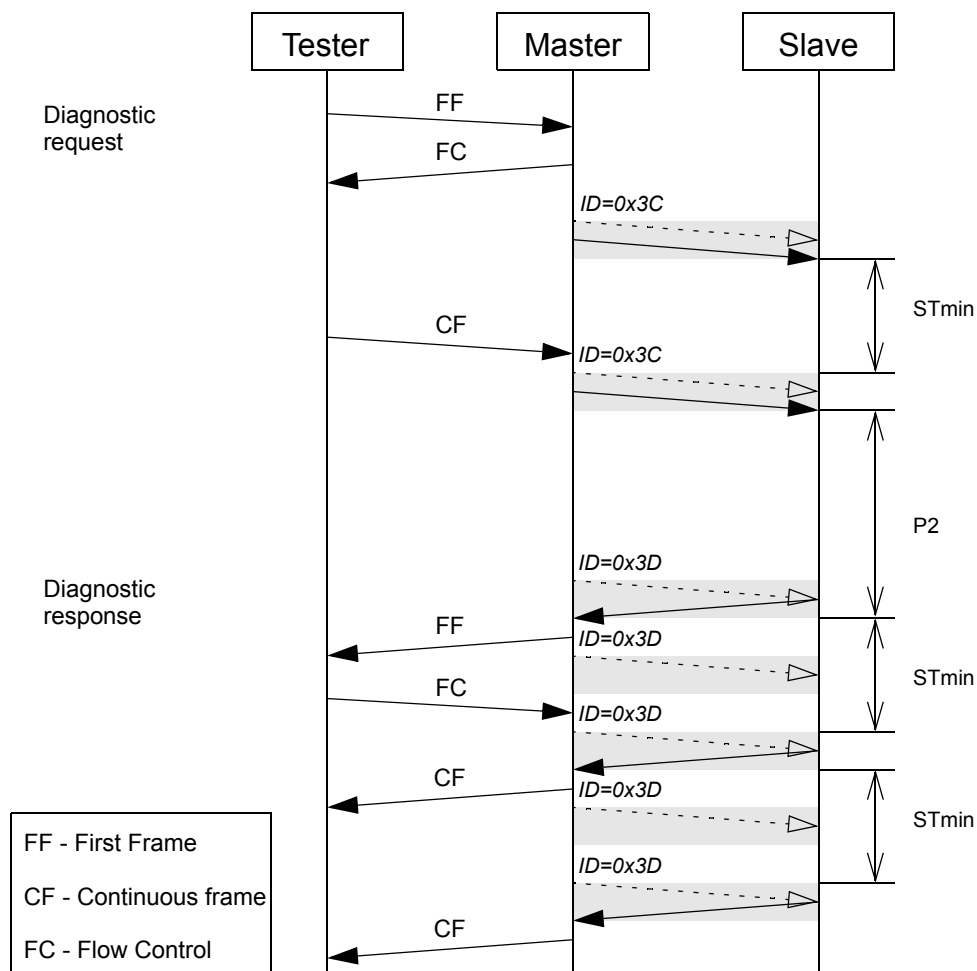 Tester
Master
Slave
Diagnostic
request
FF
FC
ID=0x3C
STmin
CF
ID=0x3C
P2
ID=0x3D
Diagnostic
response
FF
ID=0x3D
STmin
FC
ID=0x3D
CF
ID=0x3D
STmin
FF - First Frame
ID=0x3D
CF - Continuous frame
CF
FC - Flow Control